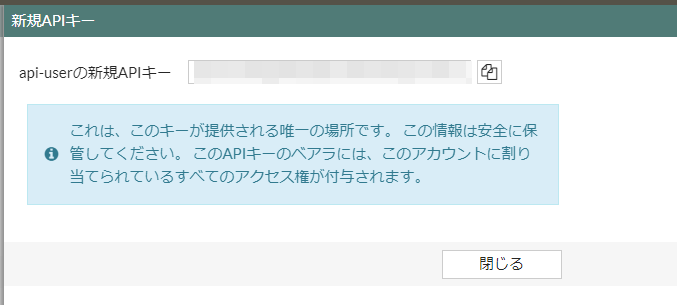 新規APIキー
api-userの新規APIキー
これは、このキーが提供される唯一の場所です。 この情報は安全に保
管してください。 このAPIキーのベアラには、このアカウントに割り
当てられているすべてのアクセス権が付与されます。
閉じる